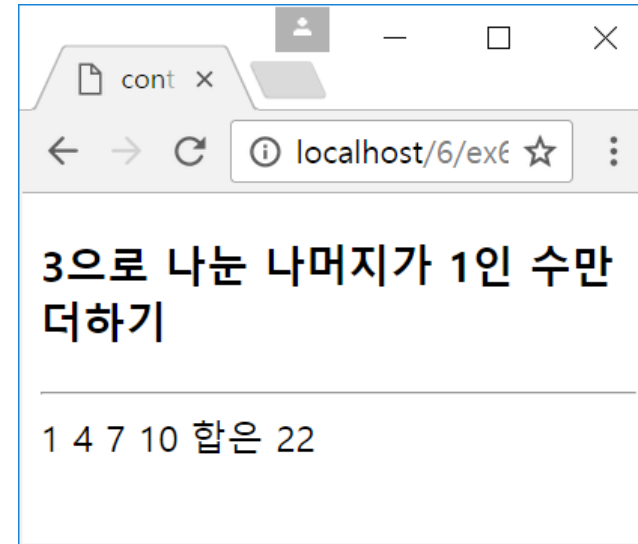 cont
localhost/6/ex6
3으로 나눈 나머지가 1인 수만
더하기
1 4 7 10 합은 22